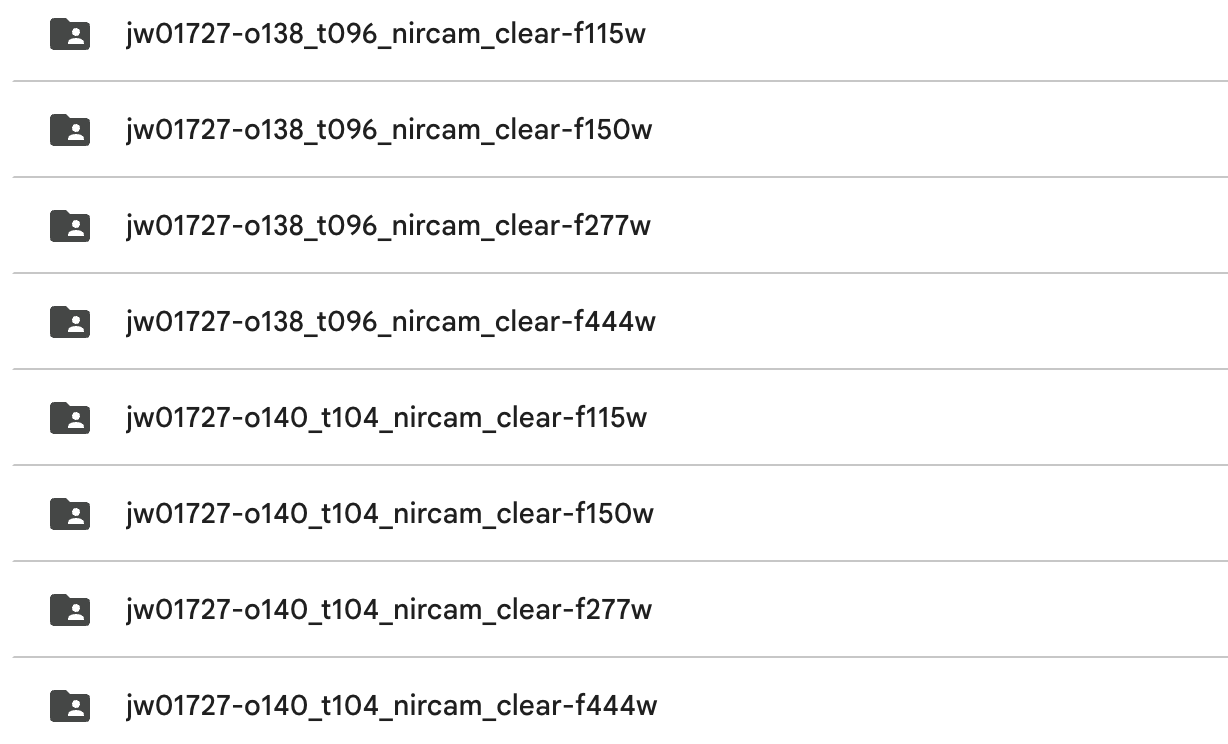 jw01727-o138_t096_nircam_clear-f115w
jw01727-o138_t096_nircam_clear-f150w
jw01727-o138_t096_nircam_clear-f277w
jw01727-o138_t096_nircam_clear-f444w
jw01727-o140_t104_nircam_clear-f115w
jw01727-o140_t104_nircam_clear-f150w
jw01727-o140_t104_nircam_clear-f277w
jw01727-o140_t104_nircam_clear-f444w